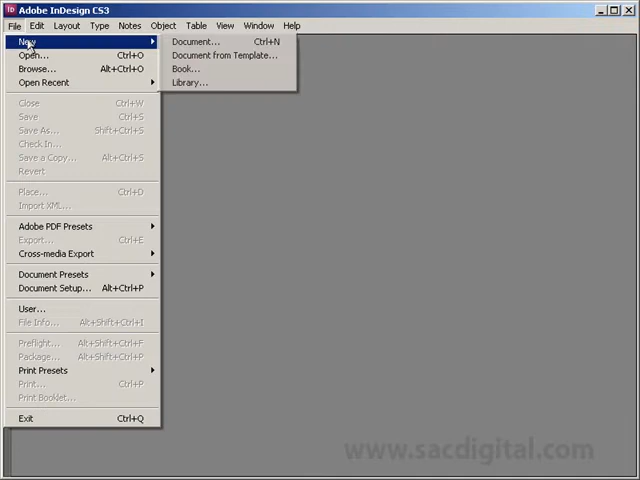 Adobe InDesign CS3
File Edit Layout Type Notes Object Table View Window Help
New
Document... Ctrl+N
Open... Ctrl+O
Document from Template...
Browse... Alt+Ctrl+O
Book...
Open Recent
Library...
Close Ctrl+W
Save Ctrl+S
Save As... Shift+Ctrl+S
Check In...
Save a Copy... Alt+Ctrl+S
Revert
Place... Ctrl+D
Import XML...
Adobe PDF Presets
Export... Ctrl+E
Cross-media Export
Document Presets
Document Setup... Alt+Ctrl+P
User...
File Info... Alt+Shift+Ctrl+I
Preflight... Alt+Shift+Ctrl+F
Package... Alt+Shift+Ctrl+P
Print Presets
Print... Ctrl+P
Print Booklet...
Exit Ctrl+Q
www.sacdigital.com